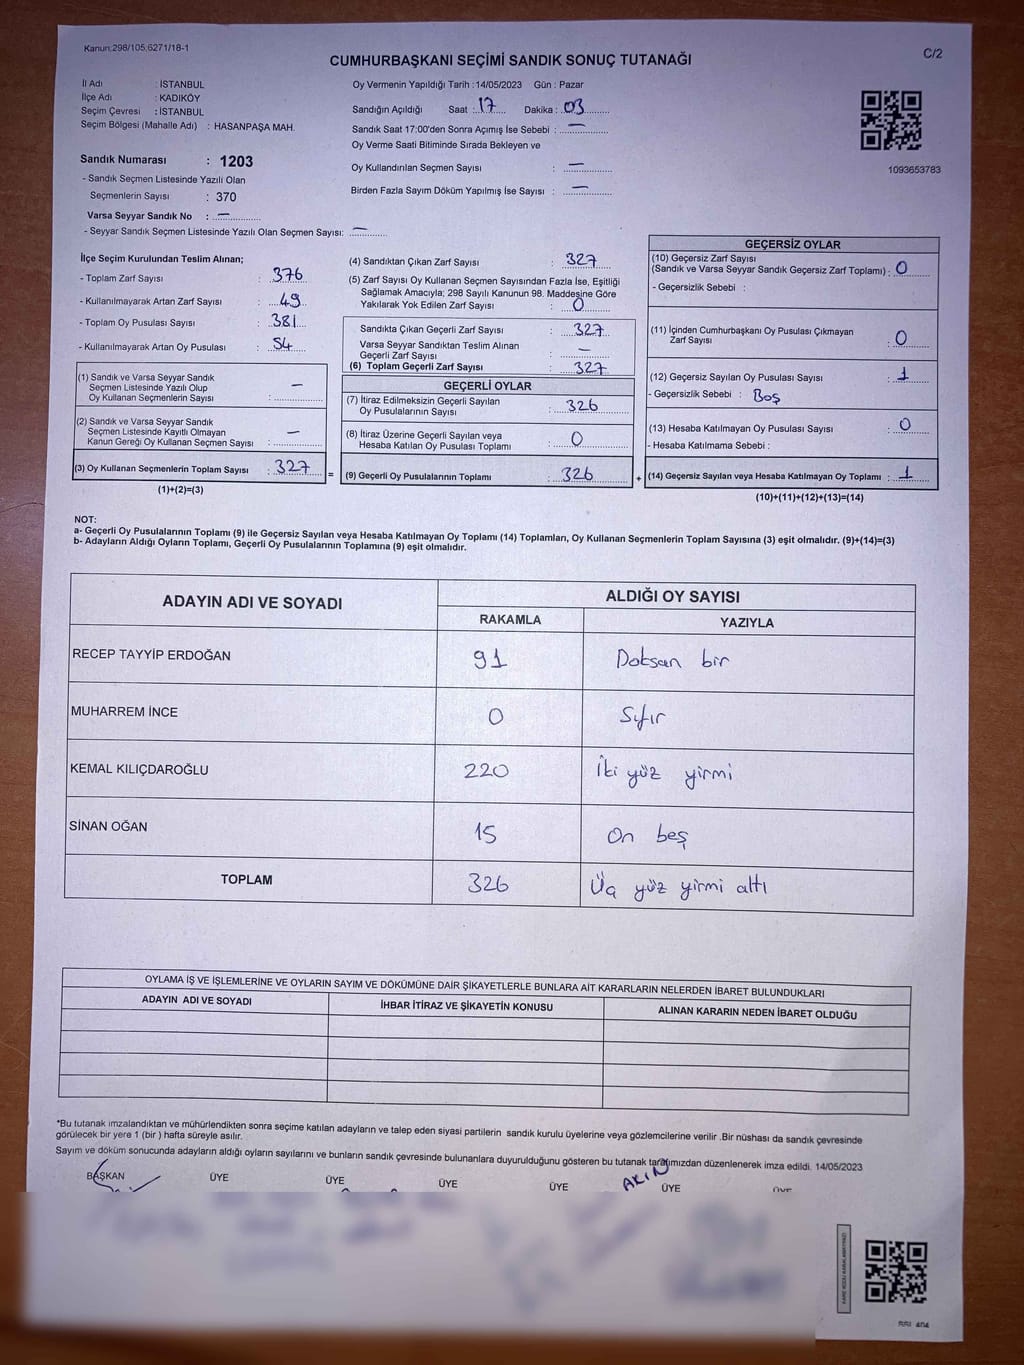 Kanun:298/105,6271/18-1
C/2
CUMHURBAŞKANI SEÇİMİ SANDIK SONUÇ TUTANAĞI
İl Adı : İSTANBUL
İlçe Adı : KADIKÖY
Seçim Çevresi : İSTANBUL
Seçim Bölgesi (Mahalle Adı) : HASANPAŞA MAH.
Sandık Numarası : 1203
- Sandık Seçmen Listesinde Yazılı Olan
Seçmenlerin Sayısı : 370
Varsa Seyyar Sandık No : —
- Seyyar Sandık Seçmen Listesinde Yazılı Olan Seçmen Sayısı: —
Oy Vermenin Yapıldığı Tarih : 14/05/2023 Gün : Pazar
Sandığın Açıldığı Saat : 17 Dakika : 03
Sandık Saat 17:00'den Sonra Açımış İse Sebebi : —
Oy Verme Saati Bitiminde Sırada Bekleyen ve
Oy Kullandırılan Seçmen Sayısı : —
Birden Fazla Sayım Döküm Yapılmış İse Sayısı : —
1093653783
İlçe Seçim Kurulundan Teslim Alınan;
- Toplam Zarf Sayısı : 376
- Kullanılmayarak Artan Zarf Sayısı : 49
- Toplam Oy Pusulası Sayısı : 381
- Kullanılmayarak Artan Oy Pusulası : 54
(1) Sandık ve Varsa Seyyar Sandık
Seçmen Listesinde Yazılı Olup
Oy Kullanan Seçmenlerin Sayısı : —
(2) Sandık ve Varsa Seyyar Sandık
Seçmen Listesinde Kayıtlı Olmayan
Kanun Gereği Oy Kullanan Seçmen Sayısı : —
(3) Oy Kullanan Seçmenlerin Toplam Sayısı : 327
(1)+(2)=(3)
(4) Sandıktan Çıkan Zarf Sayısı : 327
(5) Zarf Sayısı Oy Kullanan Seçmen Sayısından Fazla İse, Eşitliği
Sağlamak Amacıyla; 298 Sayılı Kanunun 98. Maddesine Göre
Yakılarak Yok Edilen Zarf Sayısı : 0
Sandıkta Çıkan Geçerli Zarf Sayısı : 327
Varsa Seyyar Sandıktan Teslim Alınan
Geçerli Zarf Sayısı : —
(6) Toplam Geçerli Zarf Sayısı : 327
GEÇERLİ OYLAR
(7) İtiraz Edilmeksizin Geçerli Sayılan
Oy Pusulalarının Sayısı : 326
(8) İtiraz Üzerine Geçerli Sayılan veya
Hesaba Katılan Oy Pusulası Toplamı : 0
= (9) Geçerli Oy Pusulalarının Toplamı : 326
GEÇERSİZ OYLAR
(10) Geçersiz Zarf Sayısı
(Sandık ve Varsa Seyyar Sandık Geçersiz Zarf Toplamı) : 0
- Geçersizlik Sebebi :
(11) İçinden Cumhurbaşkanı Oy Pusulası Çıkmayan
Zarf Sayısı : 0
(12) Geçersiz Sayılan Oy Pusulası Sayısı : 1
- Geçersizlik Sebebi : Boş
(13) Hesaba Katılmayan Oy Pusulası Sayısı : 0
- Hesaba Katılmama Sebebi :
+ (14) Geçersiz Sayılan veya Hesaba Katılmayan Oy Toplamı : 1
(10)+(11)+(12)+(13)=(14)
NOT:
a- Geçerli Oy Pusulalarının Toplamı (9) ile Geçersiz Sayılan veya Hesaba Katılmayan Oy Toplamı (14) Toplamları, Oy Kullanan Seçmenlerin Toplam Sayısına (3) eşit olmalıdır. (9)+(14)=(3)
b- Adayların Aldığı Oyların Toplamı, Geçerli Oy Pusulalarının Toplamına (9) eşit olmalıdır.
ADAYIN ADI VE SOYADI ALDIĞI OY SAYISI
RAKAMLA YAZIYLA
RECEP TAYYİP ERDOĞAN 91 Doksan bir
MUHARREM İNCE 0 Sıfır
KEMAL KILIÇDAROĞLU 220 İki yüz yirmi
SİNAN OĞAN 15 On beş
TOPLAM 326 Üç yüz yirmi altı
OYLAMA İŞ VE İŞLEMLERİNE VE OYLARIN SAYIM VE DÖKÜMÜNE DAİR ŞİKAYETLERLE BUNLARA AİT KARARLARIN NELERDEN İBARET BULUNDUKLARI
ADAYIN ADI VE SOYADI İHBAR İTİRAZ VE ŞİKAYETİN KONUSU ALINAN KARARIN NEDEN İBARET OLDUĞU
*Bu tutanak imzalandıktan ve mühürlendikten sonra seçime katılan adayların ve talep eden siyasi partilerin sandık kurulu üyelerine veya gözlemcilerine verilir .Bir nüshası da sandık çevresinde
görülecek bir yere 1 (bir ) hafta süreyle asılır.
Sayım ve döküm sonucunda adayların aldığı oyların sayılarını ve bunların sandık çevresinde bulunanlara duyurulduğunu gösteren bu tutanak tarafımızdan düzenlenerek imza edildi. 14/05/2023
BAŞKAN ÜYE ÜYE ÜYE ÜYE AKIN ÜYE ÜYE